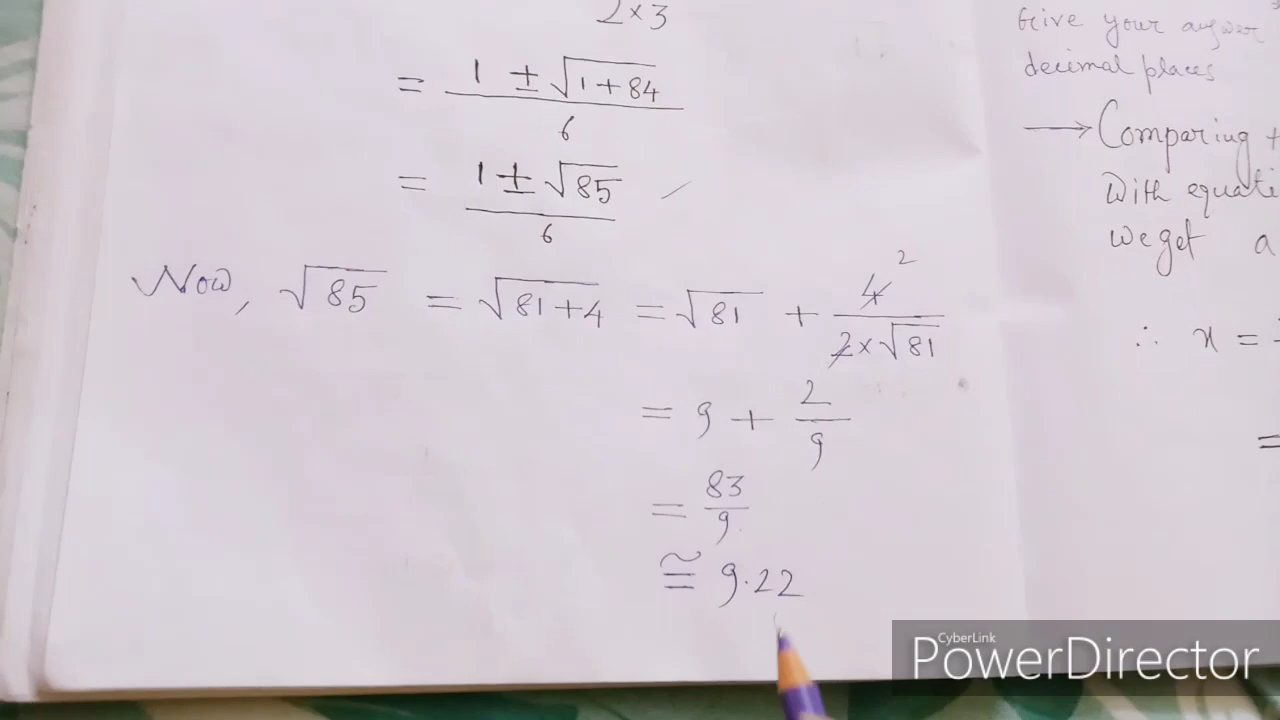 2×3
= 1 ± √1+84 / 6
= 1 ± √85 / 6
Now, √85 = √81+4 = √81 + 4 2 / 2×√81
= 9 + 2/9
= 83/9
≅ 9.22
Give your answer
decimal places
→ Comparing
With
we get a
∴ x =
=
CyberLink
PowerDirector